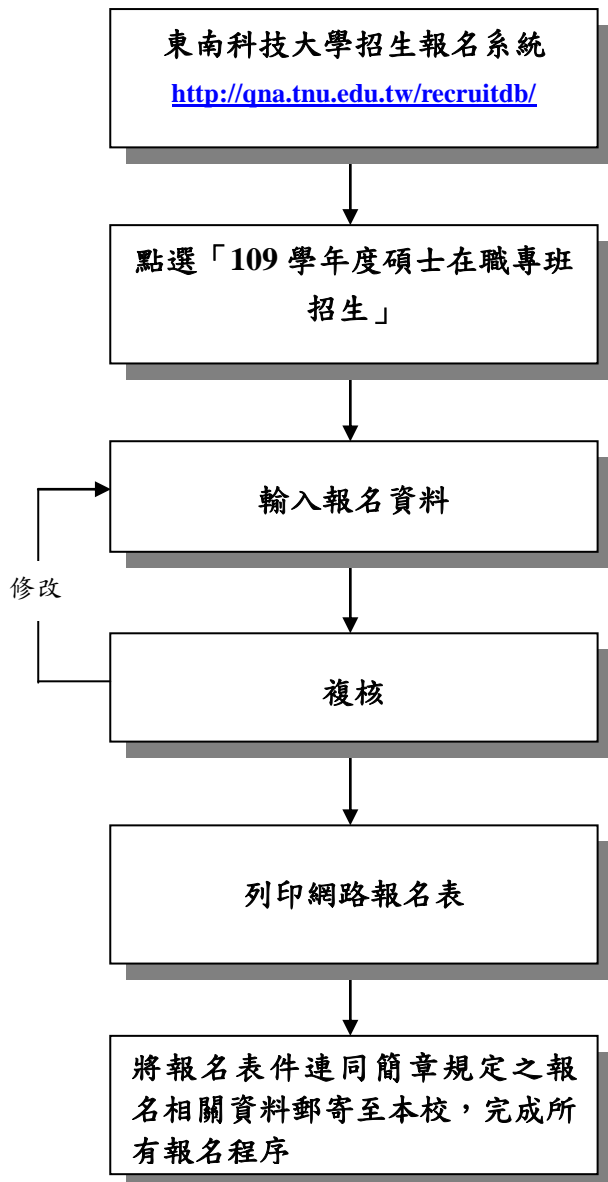 東南科技大學招生報名系統
http://qna.tnu.edu.tw/recruitdb/
點選「109 學年度碩士在職專班
招生」
輸入報名資料
修改
複核
列印網路報名表
將報名表件連同簡章規定之報
名相關資料郵寄至本校，完成所
有報名程序